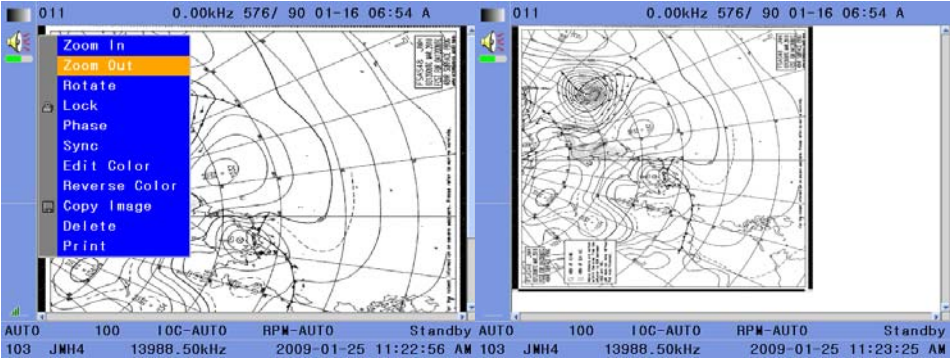 011 0.00kHz 576/ 90 01-16 06:54 A
Zoom In
Zoom Out
Rotate
Lock
Phase
Sync
Edit Color
Reverse Color
Copy Image
Delete
Print
AUTO 100 IOC-AUTO RPM-AUTO Standby
103 JMH4 13988.50kHz 2009-01-25 11:22:56 AM
011 0.00kHz 576/ 90 01-16 06:54 A
AUTO 100 IOC-AUTO RPM-AUTO Standby
103 JMH4 13988.50kHz 2009-01-25 11:23:25 AM